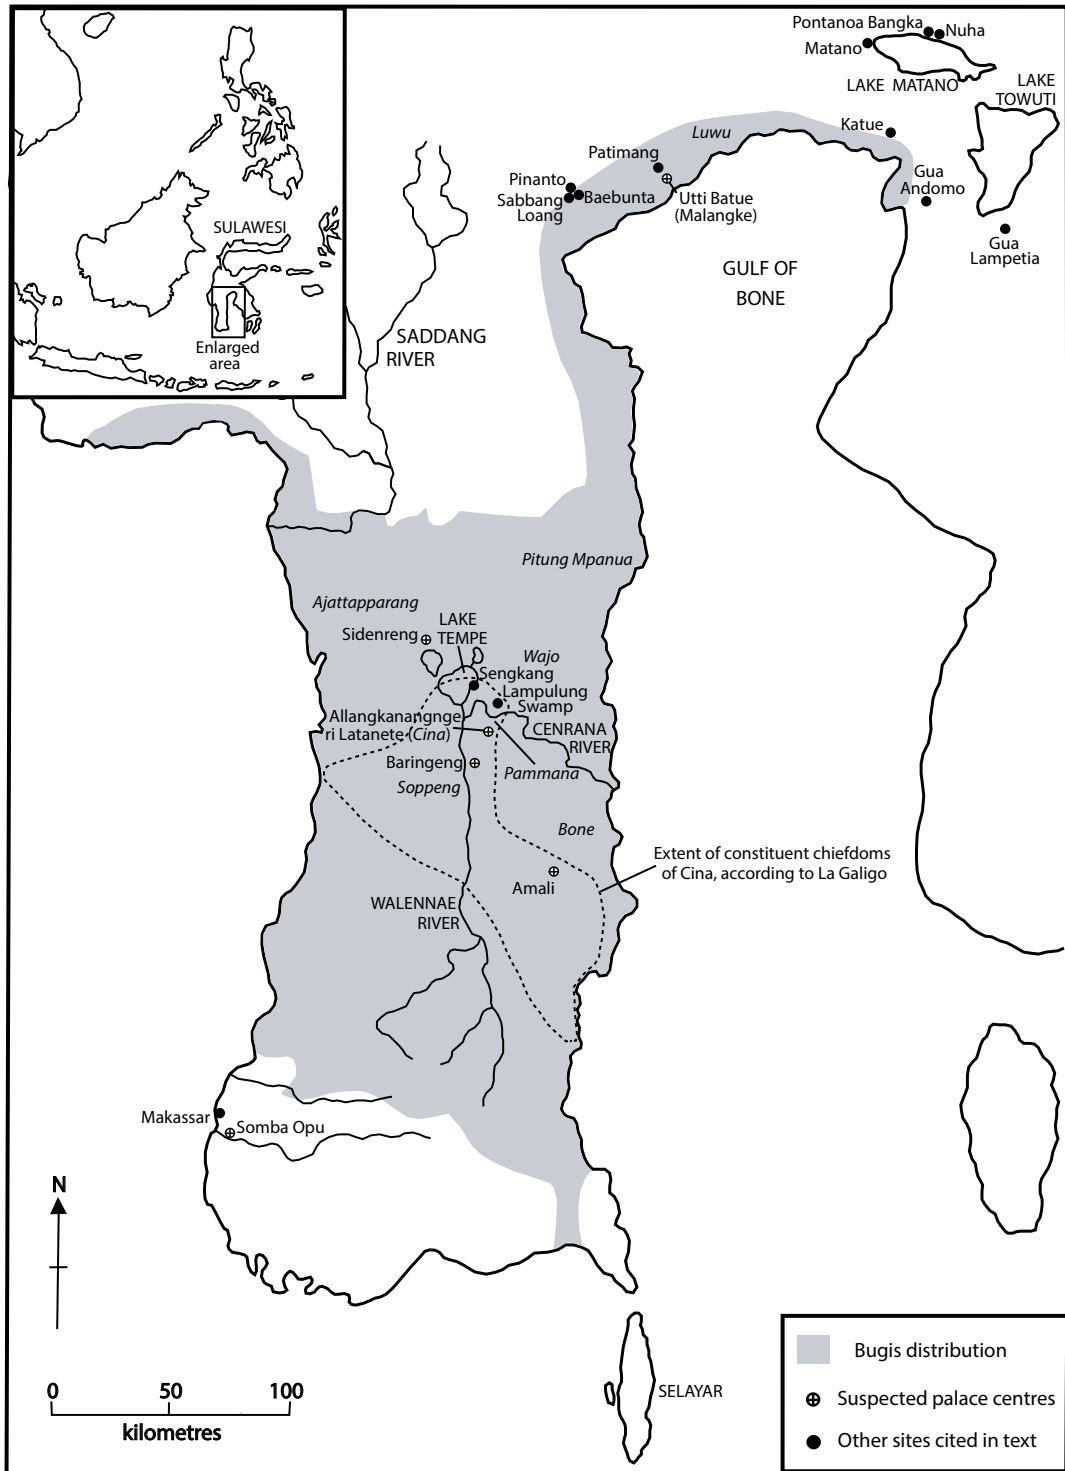 Pontanoa Bangka
Nuha
Matano
LAKE MATANO
LAKE
TOWUTI
Katue
Luwu
Patimang
Gua
Andomo
Pinanto
Sabbang
Loang
Baebunta
Utti Batue
(Malangke)
Gua
Lampetia
SULAWESI
Enlarged
area
GULF OF
BONE
SADDANG
RIVER
Pitung Mpanua
Ajattapparang
LAKE
TEMPE
Sidenreng
Wajo
Sengkang
Lampulung
Swamp
Allangkanangnge
ri Latanete (Cina)
CENRANA
RIVER
Baringeng
Pammana
Soppeng
Bone
Extent of constituent chiefdoms
of Cina, according to La Galigo
Amali
WALENNAE
RIVER
Makassar
Somba Opu
N
0 50 100
kilometres
SELAYAR
Bugis distribution
Suspected palace centres
Other sites cited in text